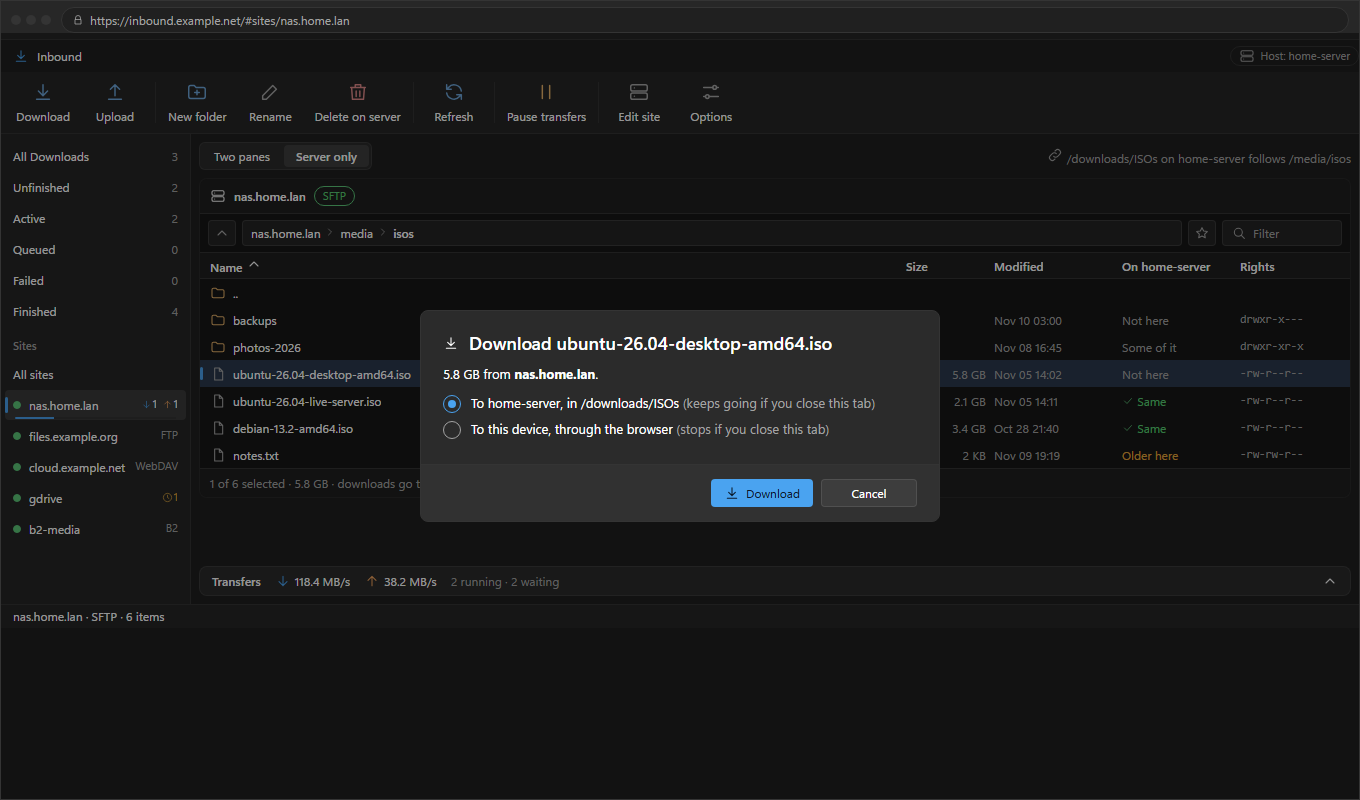 https://inbound.example.net/#sites/nas.home.lan
Inbound
Host: home-server
Download
Upload
New folder
Rename
Delete on server
Refresh
Pause transfers
Edit site
Options
All Downloads 3
Unfinished 2
Active 2
Queued 0
Failed 0
Finished 4
Sites
All sites
nas.home.lan ↓1 ↑1
files.example.org FTP
cloud.example.net WebDAV
gdrive 1
b2-media B2
Two panes
Server only
/downloads/ISOs on home-server follows /media/isos
nas.home.lan SFTP
nas.home.lan › media › isos
Filter
Name Size Modified On home-server Rights
..
backups Nov 10 03:00 Not here drwxr-x---
photos-2026 Nov 08 16:45 Some of it drwxr-xr-x
ubuntu-26.04-desktop-amd64.iso 5.8 GB Nov 05 14:02 Not here -rw-r--r--
ubuntu-26.04-live-server.iso 2.1 GB Nov 05 14:11 Same -rw-r--r--
debian-13.2-amd64.iso 3.4 GB Oct 28 21:40 Same -rw-r--r--
notes.txt 2 KB Nov 09 19:19 Older here -rw-rw-r--
1 of 6 selected · 5.8 GB · downloads go t
Download ubuntu-26.04-desktop-amd64.iso
5.8 GB from nas.home.lan.
To home-server, in /downloads/ISOs (keeps going if you close this tab)
To this device, through the browser (stops if you close this tab)
Download
Cancel
Transfers ↓ 118.4 MB/s ↑ 38.2 MB/s 2 running · 2 waiting
nas.home.lan · SFTP · 6 items